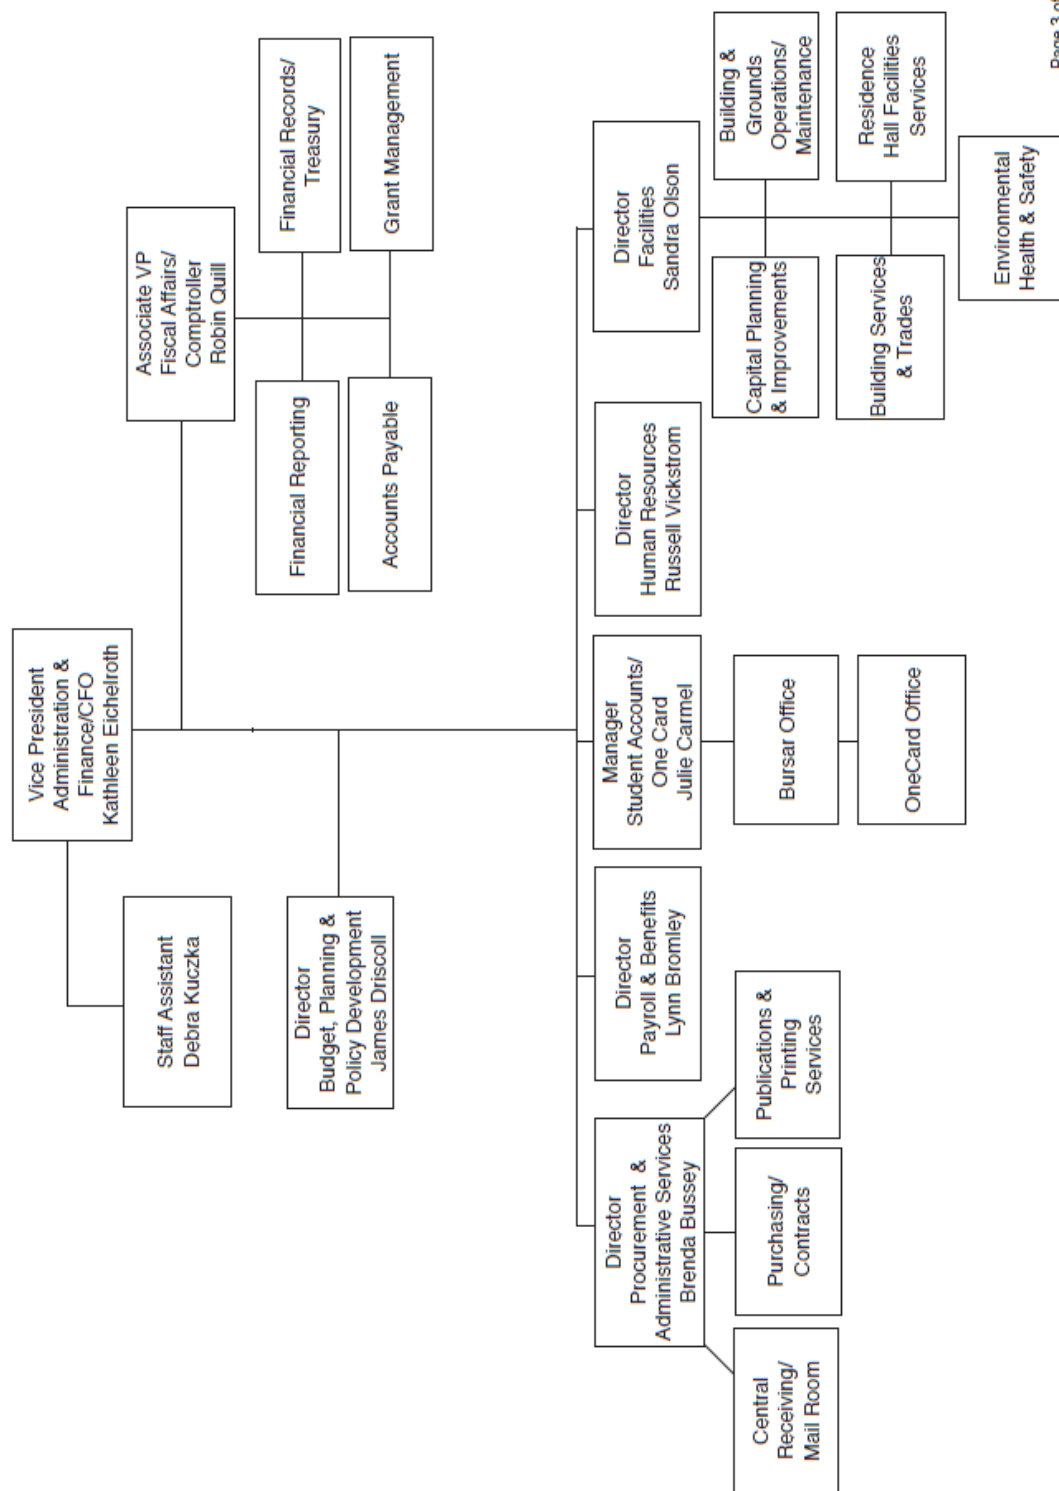 Vice President
Administration &
Finance/CFO
Kathleen Eichelroth
Staff Assistant
Debra Kuczka
Associate VP
Fiscal Affairs/
Comptroller
Robin Quill
Financial Reporting
Financial Records/
Treasury
Accounts Payable
Grant Management
Director
Budget, Planning &
Policy Development
James Driscoll
Director
Procurement &
Administrative Services
Brenda Bussey
Director
Payroll & Benefits
Lynn Bromley
Manager
Student Accounts/
One Card
Julie Carmel
Director
Human Resources
Russell Vickstrom
Director
Facilities
Sandra Olson
Central
Receiving/
Mail Room
Purchasing/
Contracts
Publications &
Printing
Services
Bursar Office
OneCard Office
Capital Planning
& Improvements
Building &
Grounds
Operations/
Maintenance
Building Services
& Trades
Residence
Hall Facilities
Services
Environmental
Health & Safety
Page 3 of